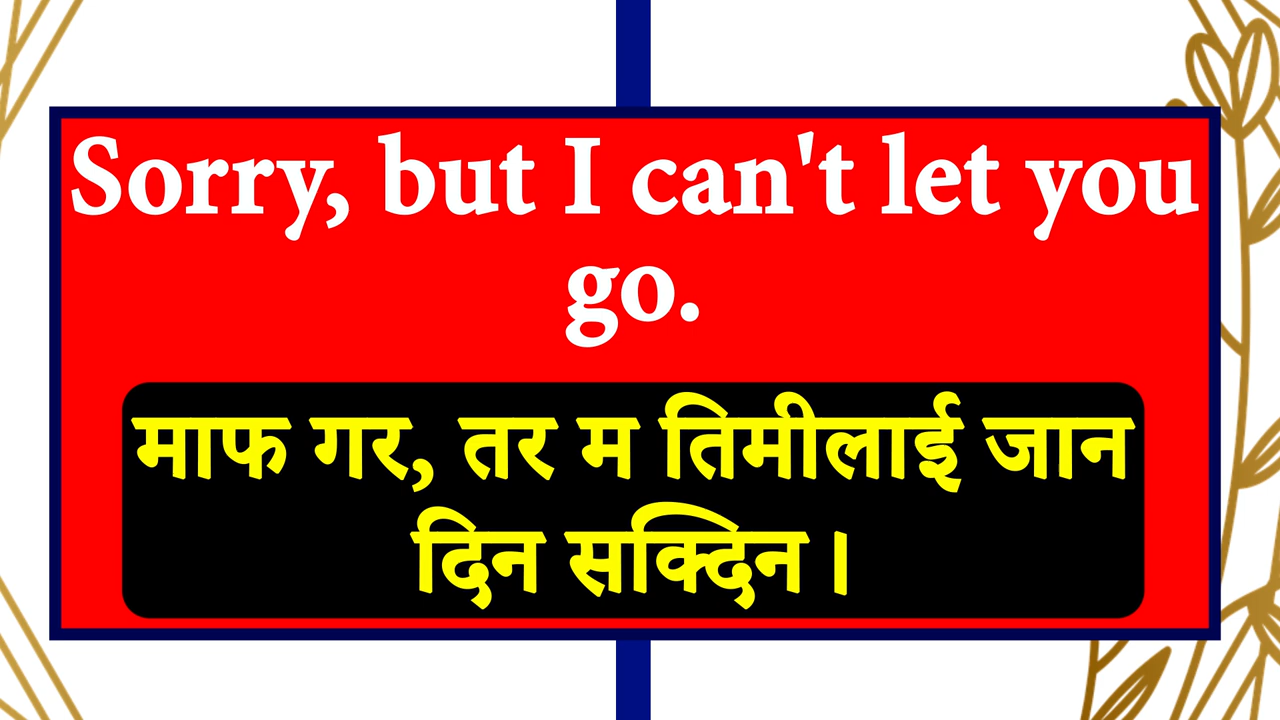 Sorry, but I can't let you
go.
माफ गर, तर म तिमीलाई जान
दिन सक्दिन।